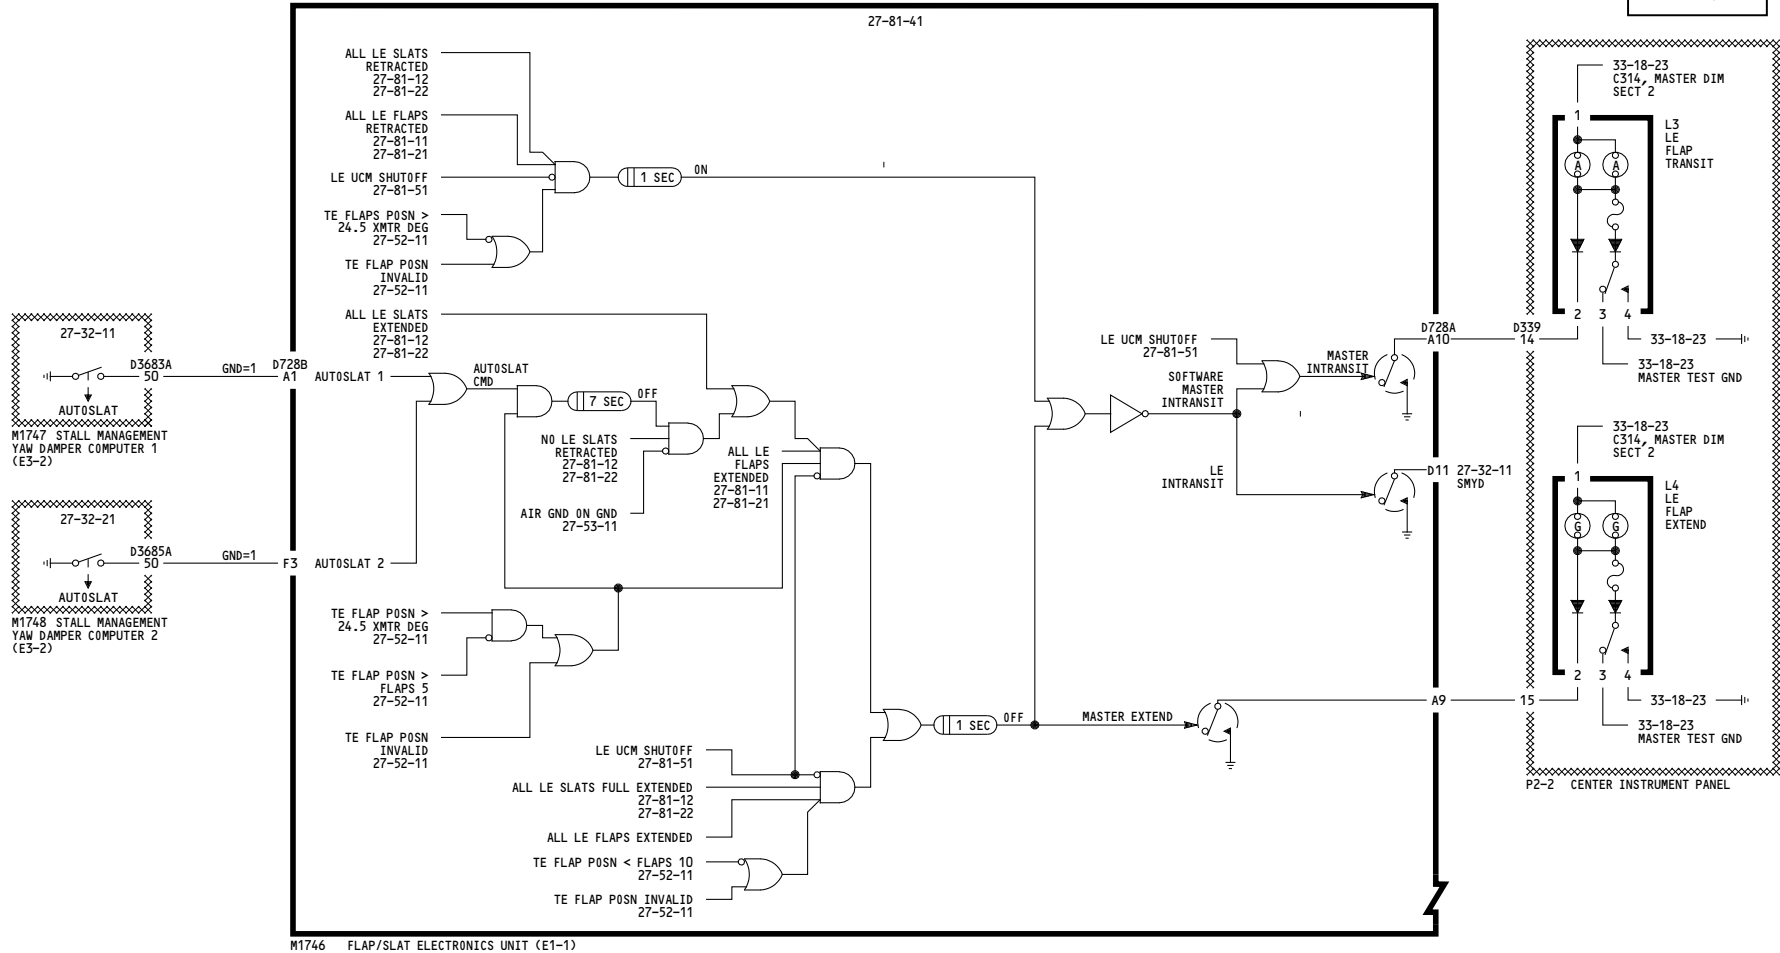 27-81-41
ALL LE SLATS
RETRACTED
27-81-12
27-81-22
ALL LE FLAPS
RETRACTED
27-81-11
27-81-21
LE UCM SHUTOFF
27-81-51
TE FLAPS POSN >
24.5 XMTR DEG
27-52-11
TE FLAP POSN
INVALID
27-52-11
1 SEC
ON
ALL LE SLATS
EXTENDED
27-81-12
27-81-22
27-32-11
AUTOSLAT
D3683A
50
GND=1
D728B
A1
AUTOSLAT 1
M1747 STALL MANAGEMENT
YAW DAMPER COMPUTER 1
(E3-2)
27-32-21
AUTOSLAT
D3685A
50
GND=1
F3
AUTOSLAT 2
M1748 STALL MANAGEMENT
YAW DAMPER COMPUTER 2
(E3-2)
AUTOSLAT
CMD
7 SEC
OFF
NO LE SLATS
RETRACTED
27-81-12
27-81-22
AIR GND ON GND
27-53-11
ALL LE
FLAPS
EXTENDED
27-81-11
27-81-21
TE FLAP POSN >
24.5 XMTR DEG
27-52-11
TE FLAP POSN >
FLAPS 5
27-52-11
TE FLAP POSN
INVALID
27-52-11
LE UCM SHUTOFF
27-81-51
ALL LE SLATS FULL EXTENDED
27-81-12
27-81-22
ALL LE FLAPS EXTENDED
TE FLAP POSN < FLAPS 10
27-52-11
TE FLAP POSN INVALID
27-52-11
1 SEC
OFF
MASTER EXTEND
LE UCM SHUTOFF
27-81-51
SOFTWARE
MASTER
INTRANSIT
MASTER
INTRANSIT
LE
INTRANSIT
D728A
A10
D339
14
D11 27-32-11
SMYD
A9
15
33-18-23
C314, MASTER DIM
SECT 2
1
L3
LE
FLAP
TRANSIT
A
A
2
3
4
33-18-23
33-18-23
MASTER TEST GND
33-18-23
C314, MASTER DIM
SECT 2
1
L4
LE
FLAP
EXTEND
G
G
2
3
4
33-18-23
33-18-23
MASTER TEST GND
P2-2 CENTER INSTRUMENT PANEL
M1746 FLAP/SLAT ELECTRONICS UNIT (E1-1)